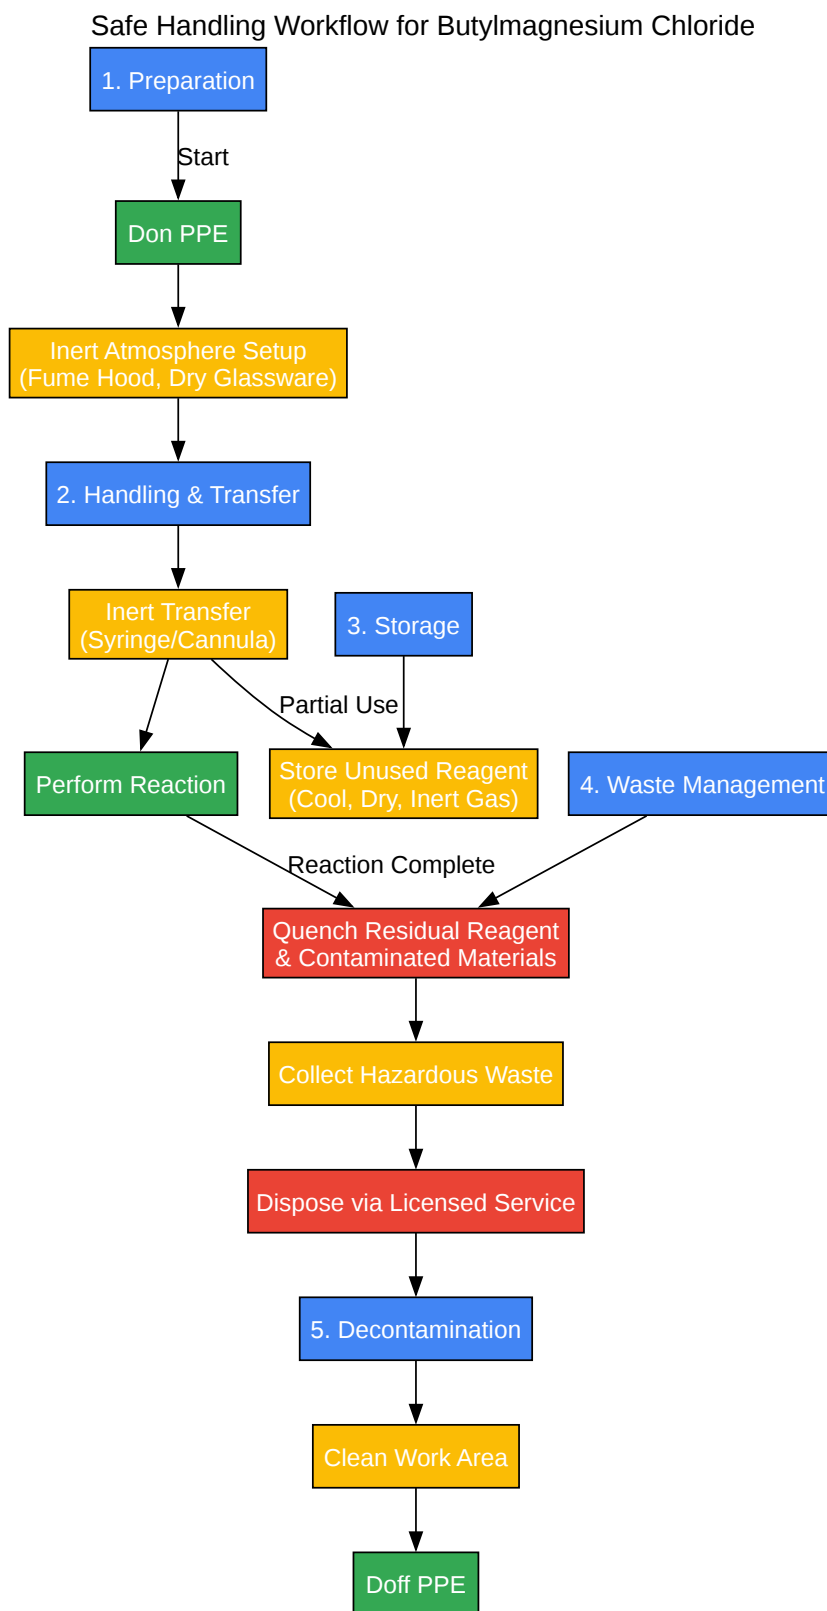 Safe Handling Workflow for Butylmagnesium Chloride
1. Preparation
Start
Don PPE
Inert Atmosphere Setup
(Fume Hood, Dry Glassware)
2. Handling & Transfer
Inert Transfer
(Syringe/Cannula)
3. Storage
Partial Use
Perform Reaction
Store Unused Reagent
(Cool, Dry, Inert Gas)
4. Waste Management
Reaction Complete
Quench Residual Reagent
& Contaminated Materials
Collect Hazardous Waste
Dispose via Licensed Service
5. Decontamination
Clean Work Area
Doff PPE